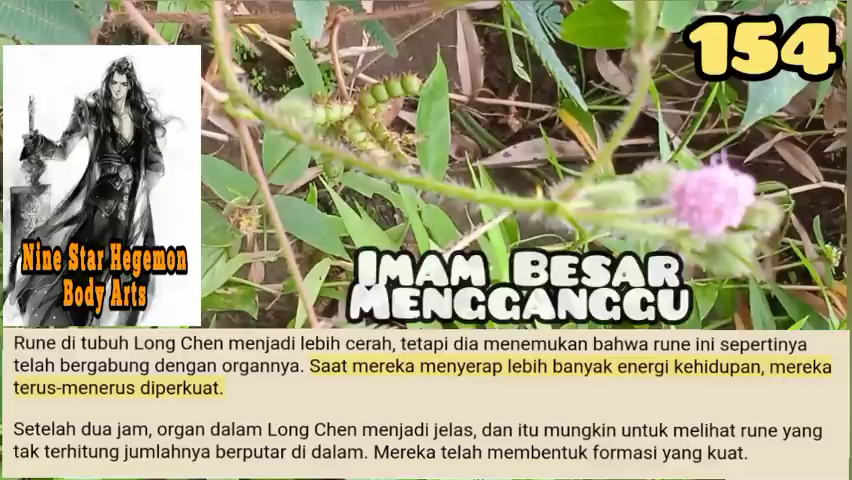 154
Nine Star Hegemon
Body Arts
Imam Besar
Mengganggu
Rune di tubuh Long Chen menjadi lebih cerah, tetapi dia menemukan bahwa rune ini sepertinya
telah bergabung dengan organnya. Saat mereka menyerap lebih banyak energi kehidupan, mereka
terus-menerus diperkuat.
Setelah dua jam, organ dalam Long Chen menjadi jelas, dan itu mungkin untuk melihat rune yang
tak terhitung jumlahnya berputar di dalam. Mereka telah membentuk formasi yang kuat.